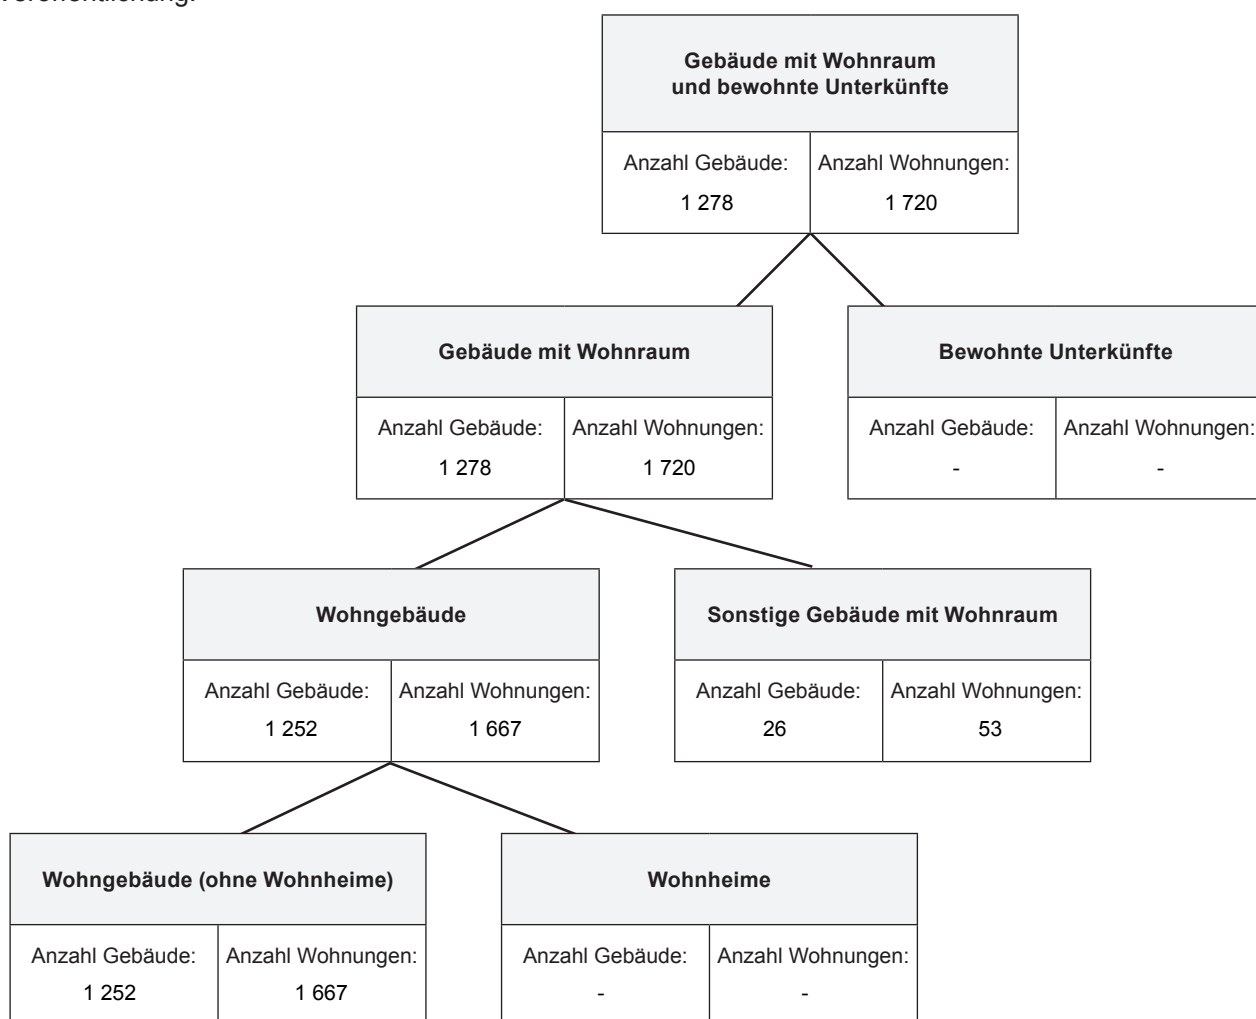 Veröffentlichung.
Gebäude mit Wohnraum
und bewohnte Unterkünfte
Anzahl Gebäude: Anzahl Wohnungen:
1 278 1 720
Gebäude mit Wohnraum Bewohnte Unterkünfte
Anzahl Gebäude: Anzahl Wohnungen: Anzahl Gebäude: Anzahl Wohnungen:
1 278 1 720 - -
Wohngebäude Sonstige Gebäude mit Wohnraum
Anzahl Gebäude: Anzahl Wohnungen: Anzahl Gebäude: Anzahl Wohnungen:
1 252 1 667 26 53
Wohngebäude (ohne Wohnheime) Wohnheime
Anzahl Gebäude: Anzahl Wohnungen: Anzahl Gebäude: Anzahl Wohnungen:
1 252 1 667 - -